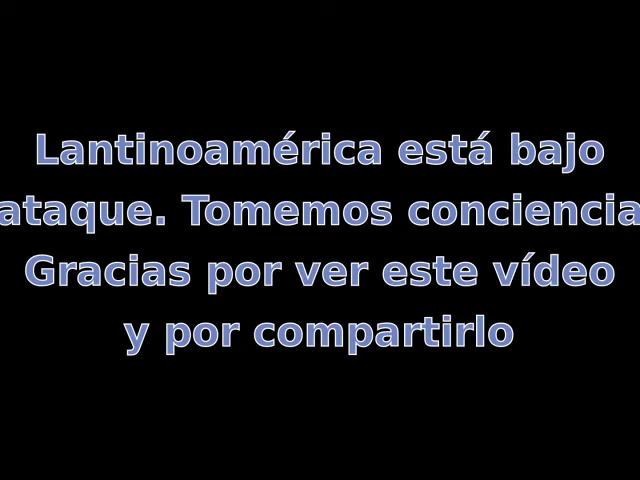 Lantinoamérica está bajo
ataque. Tomemos conciencia
Gracias por ver este vídeo
y por compartirlo